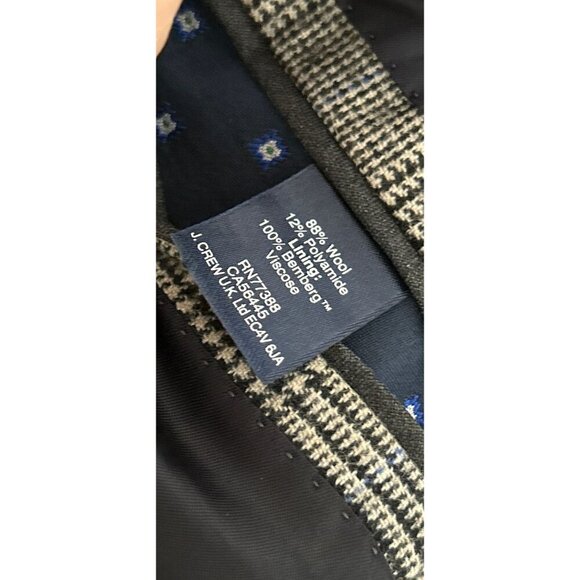 88% Wool
12% Polyamide
Lining:
100% Bemberg™
Viscose
RN77388
CA56445
J. CREW U.K. Ltd EC4V 6JA